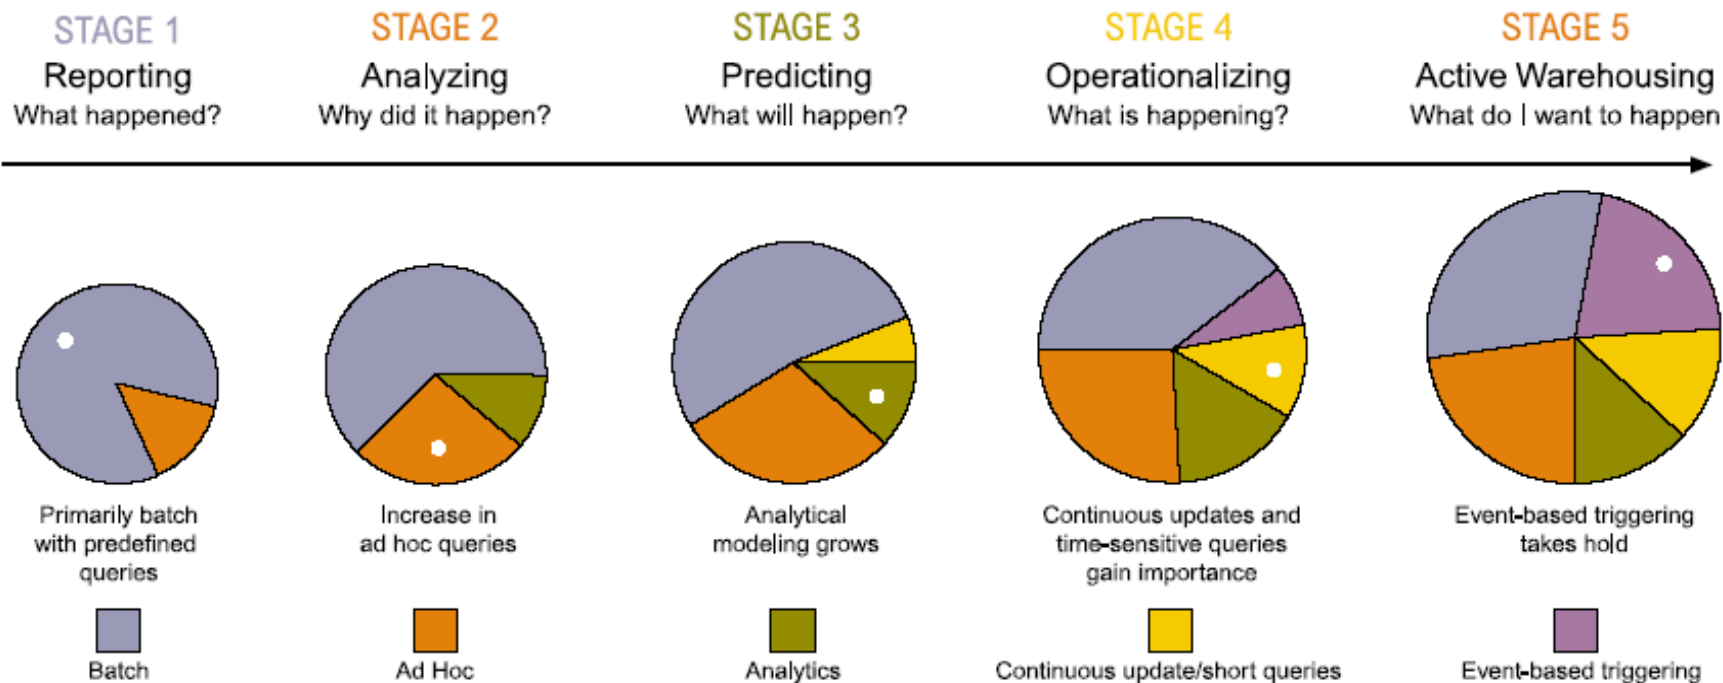 STAGE 1
Reporting
What happened?
STAGE 2
Analyzing
Why did it happen?
STAGE 3
Predicting
What will happen?
STAGE 4
Operationalizing
What is happening?
STAGE 5
Active Warehousing
What do I want to happen
Primarily batch
with predefined
queries
Increase in
ad hoc queries
Analytical
modeling grows
Continuous updates and
time-sensitive queries
gain importance
Event-based triggering
takes hold
Batch
Ad Hoc
Analytics
Continuous update/short queries
Event-based triggering